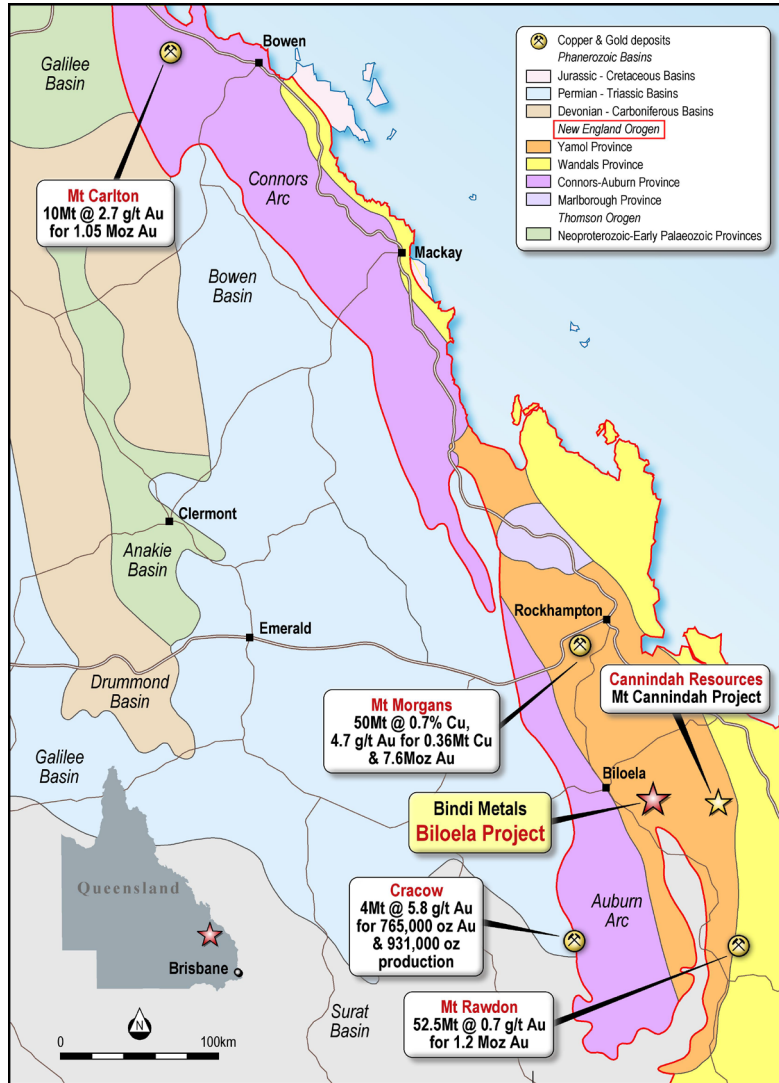 Galilee
Basin
Bowen
Mt Carlton
10Mt @ 2.7 g/t Au
for 1.05 Moz Au
Connors
Arc
Bowen
Basin
Mackay
Copper & Gold deposits
Phanerozoic Basins
Jurassic - Cretaceous Basins
Permian - Triassic Basins
Devonian - Carboniferous Basins
New England Orogen
Yamol Province
Wandals Province
Connors-Auburn Province
Marlborough Province
Thomson Orogen
Neoproterozoic-Early Palaeozoic Provinces
Clermont
Anakie
Basin
Emerald
Rockhampton
Drummond
Basin
Cannindah Resources
Mt Cannindah Project
Mt Morgans
50Mt @ 0.7% Cu,
4.7 g/t Au for 0.36Mt Cu
& 7.6Moz Au
Galilee
Basin
Biloela
Bindi Metals
Biloela Project
Queensland
Brisbane
Cracow
4Mt @ 5.8 g/t Au
for 765,000 oz Au
& 931,000 oz
production
Auburn
Arc
Surat
Basin
Mt Rawdon
52.5Mt @ 0.7 g/t Au
for 1.2 Moz Au
N
0
100km